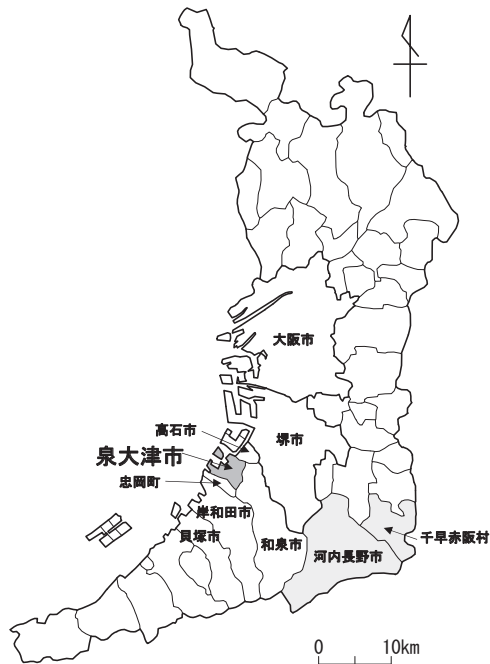 大阪市
高石市
堺市
泉大津市
忠岡町
岸和田市
貝塚市
和泉市
河内長野市
千早赤阪村
0 10km